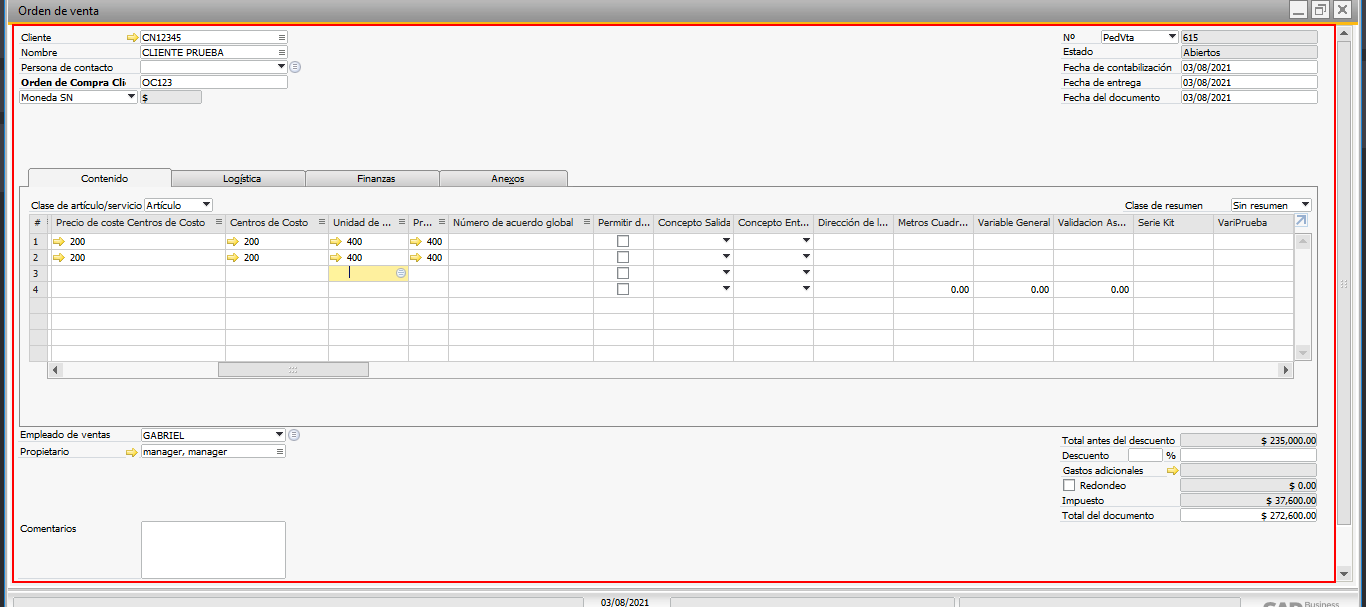 Orden de venta
Cliente CN12345 Nº PedVta 615
Nombre CLIENTE PRUEBA Estado Abiertos
Persona de contacto Fecha de contabilización 03/08/2021
Orden de Compra Cli OC123 Fecha de entrega 03/08/2021
Moneda SN $ Fecha del documento 03/08/2021
Contenido Logística Finanzas Anexos
Clase de artículo/servicio Artículo Clase de resumen Sin resumen
# Precio de coste Centros de Costo Centros de Costo Unidad de ... Pr... Número de acuerdo global Permitir d... Concepto Salida Concepto Ent... Dirección de l... Metros Cuadr... Variable General Validacion As... Serie Kit VariPrueba
1 200 200 400 400
2 200 200 400 400
3
4 0.00 0.00 0.00
Empleado de ventas GABRIEL
Propietario manager, manager
Total antes del descuento $ 235,000.00
Descuento %
Gastos adicionales
Redondeo $ 0.00
Impuesto $ 37,600.00
Total del documento $ 272,600.00
Comentarios
03/08/2021
Business